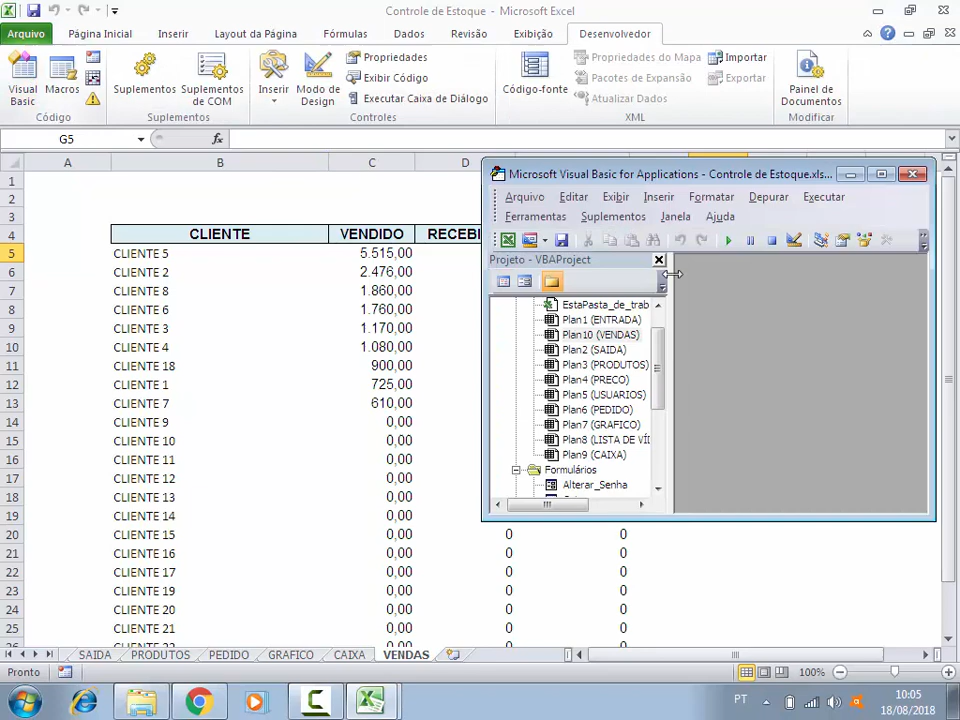 Controle de Estoque - Microsoft Excel
Arquivo Página Inicial Inserir Layout da Página Fórmulas Dados Revisão Exibição Desenvolvedor
Visual Basic
Macros
Código
Suplementos
Suplementos de COM
Suplementos
Inserir
Modo de Design
Propriedades
Exibir Código
Executar Caixa de Diálogo
Controles
Código-fonte
Propriedades do Mapa
Pacotes de Expansão
Atualizar Dados
Importar
Exportar
XML
Painel de Documentos
Modificar
G5 fx
A B C D
1
2
3
4 CLIENTE VENDIDO RECEBI
5 CLIENTE 5 5.515,00
6 CLIENTE 2 2.476,00
7 CLIENTE 8 1.860,00
8 CLIENTE 6 1.760,00
9 CLIENTE 3 1.170,00
10 CLIENTE 4 1.080,00
11 CLIENTE 18 900,00
12 CLIENTE 1 725,00
13 CLIENTE 7 610,00
14 CLIENTE 9 0,00
15 CLIENTE 10 0,00
16 CLIENTE 11 0,00
17 CLIENTE 12 0,00
18 CLIENTE 13 0,00
19 CLIENTE 14 0,00
20 CLIENTE 15 0,00 0 0
21 CLIENTE 16 0,00 0 0
22 CLIENTE 17 0,00 0 0
23 CLIENTE 19 0,00 0 0
24 CLIENTE 20 0,00 0 0
25 CLIENTE 21 0,00 0 0
Microsoft Visual Basic for Applications - Controle de Estoque.xls...
Arquivo Editar Exibir Inserir Formatar Depurar Executar
Ferramentas Suplementos Janela Ajuda
Projeto - VBAProject
EstaPasta_de_trab
Plan1 (ENTRADA)
Plan10 (VENDAS)
Plan2 (SAIDA)
Plan3 (PRODUTOS)
Plan4 (PRECO)
Plan5 (USUARIOS)
Plan6 (PEDIDO)
Plan7 (GRAFICO)
Plan8 (LISTA DE VÍ
Plan9 (CAIXA)
Formulários
Alterar_Senha
SAIDA PRODUTOS PEDIDO GRAFICO CAIXA VENDAS
Pronto 100%
PT 10:05
18/08/2018